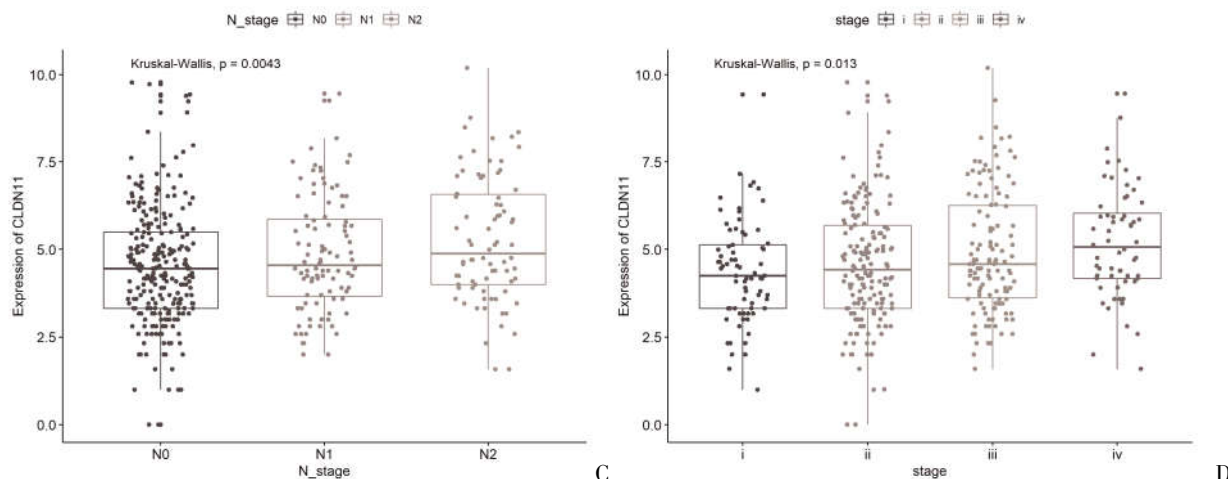 N_stage N0 N1 N2
Kruskal-Wallis, p = 0.0043
10.0
7.5
5.0
2.5
0.0
Expression of CLDN11
N0 N1 N2
N_stage
C
stage i ii iii iv
Kruskal-Wallis, p = 0.013
10.0
7.5
5.0
2.5
0.0
Expression of CLDN11
i ii iii iv
stage
D